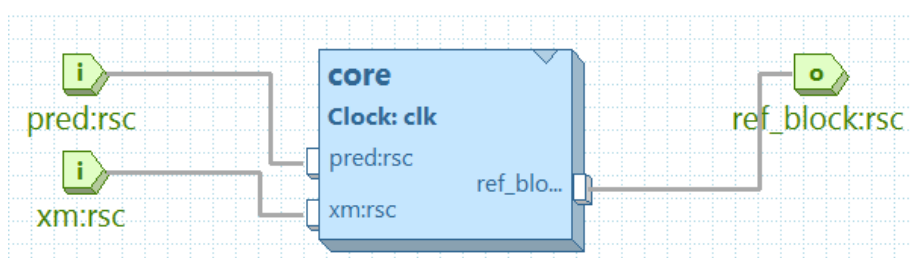 i
pred:rsc
i
xm:rsc
core
Clock: clk
pred:rsc
ref_blo...
xm:rsc
o
ref_block:rsc